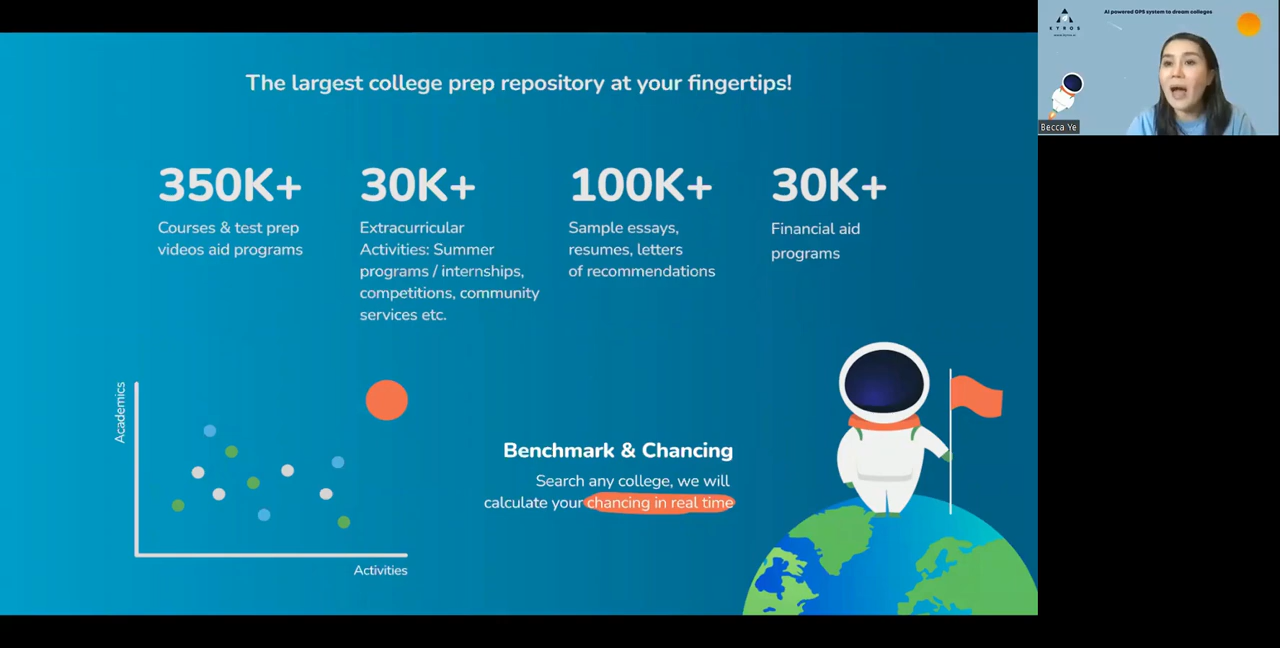 The largest college prep repository at your fingertips!
350K+
Courses & test prep
videos aid programs
30K+
Extracurricular
Activities: Summer
programs / internships,
competitions, community
services etc.
100K+
Sample essays,
resumes, letters
of recommendations
30K+
Financial aid
programs
Academics
Activities
Benchmark & Chancing
Search any college, we will
calculate your chancing in real time
AI powered GPS system to dream colleges
KYROS
Becca Ye